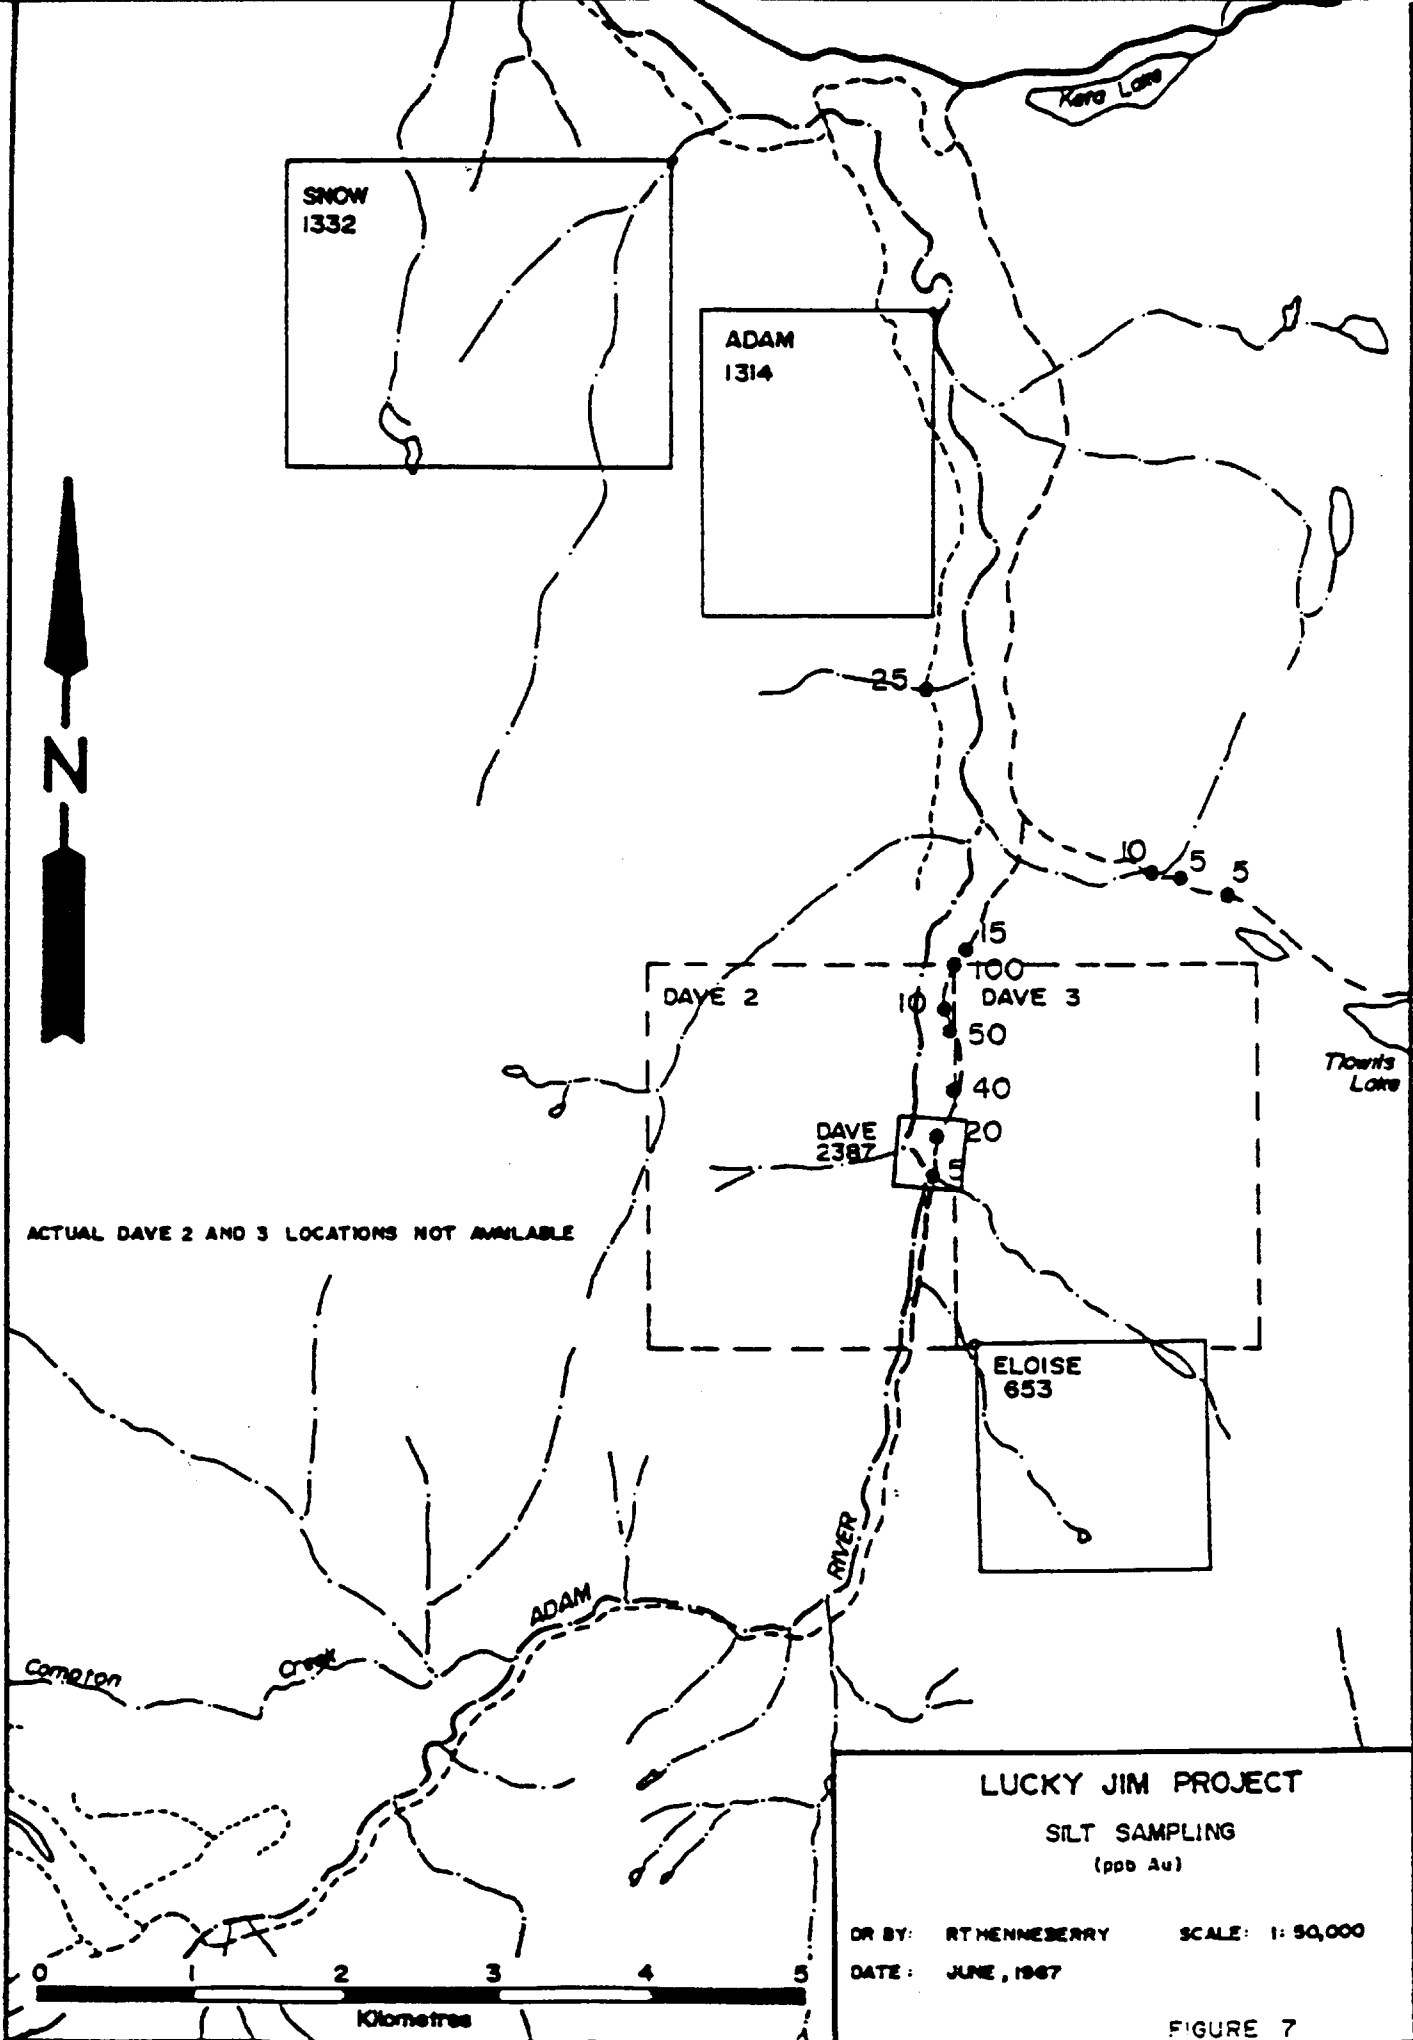 Kera Lake
SNOW
1332
ADAM
1314
N
25
10
5
5
15
100
DAVE 2
10
DAVE 3
50
Tlowits
Lake
40
DAVE
2387
20
5
ACTUAL DAVE 2 AND 3 LOCATIONS NOT AVAILABLE
ELOISE
653
RIVER
ADAM
Compton Creek
LUCKY JIM PROJECT
SILT SAMPLING
(ppb Au)
DR BY: RT HENNEBERRY SCALE: 1:50,000
DATE: JUNE, 1987
0 1 2 3 4 5
Kilometres
FIGURE 7